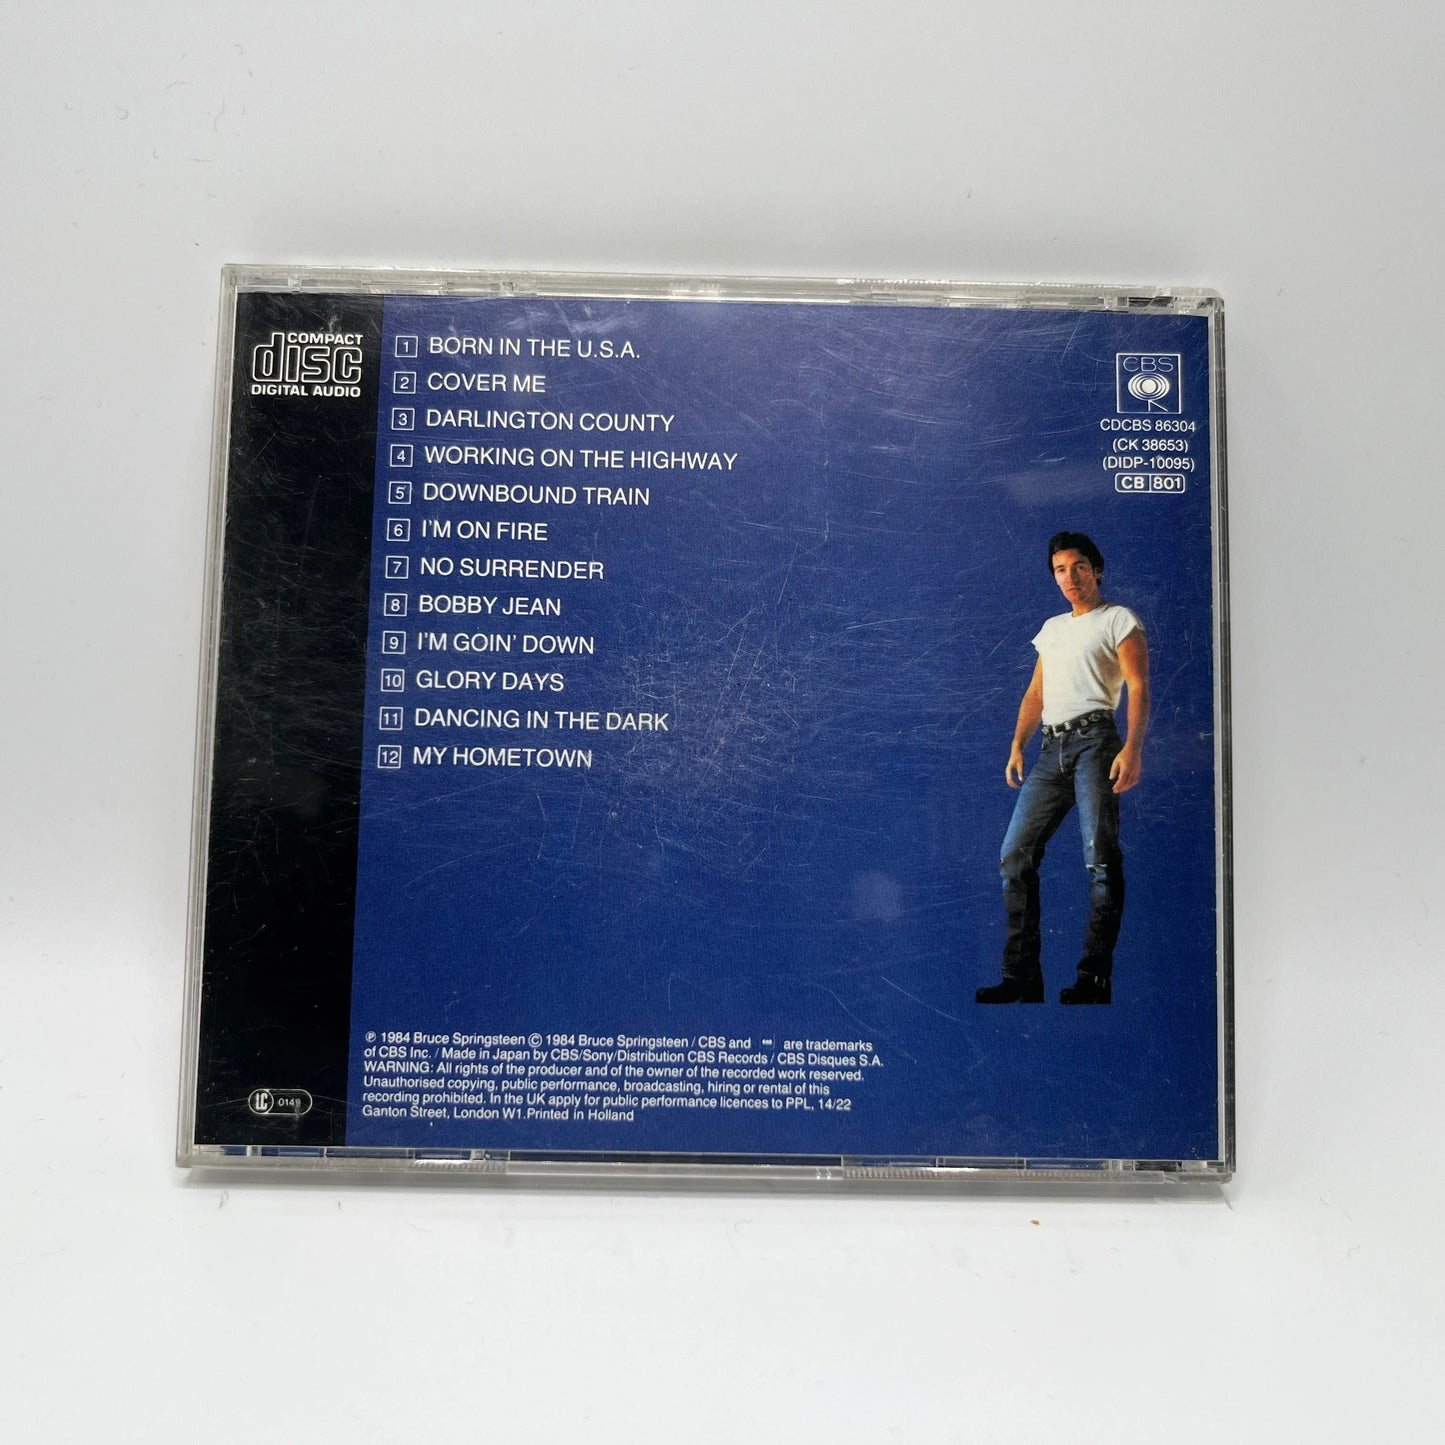 COMPACT
disc
DIGITAL AUDIO
1 BORN IN THE U.S.A.
2 COVER ME
3 DARLINGTON COUNTY
4 WORKING ON THE HIGHWAY
5 DOWNBOUND TRAIN
6 I'M ON FIRE
7 NO SURRENDER
8 BOBBY JEAN
9 I'M GOIN' DOWN
10 GLORY DAYS
11 DANCING IN THE DARK
12 MY HOMETOWN
CBS
CDCBS 86304
(CK 38653)
(DIDP-10095)
CB 801
℗ 1984 Bruce Springsteen © 1984 Bruce Springsteen / CBS and are trademarks
of CBS Inc. / Made in Japan by CBS/Sony/Distribution CBS Records / CBS Disques S.A.
WARNING: All rights of the producer and of the owner of the recorded work reserved.
Unauthorised copying, public performance, broadcasting, hiring or rental of this
recording prohibited. In the UK apply for public performance licences to PPL, 14/22
Ganton Street, London W1. Printed in Holland
LC 0149